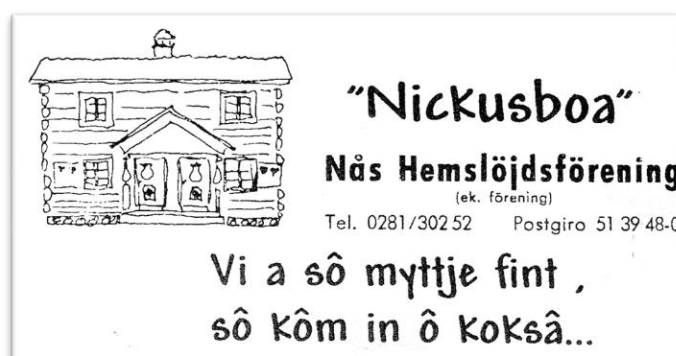 "Nickusboa"
Nås Hemslöjdsförening
(ek. förening)
Tel. 0281/302 52 Postgiro 51 39 48-0
Vi a sô myttje fint ,
sô kôm in ô koksâ...